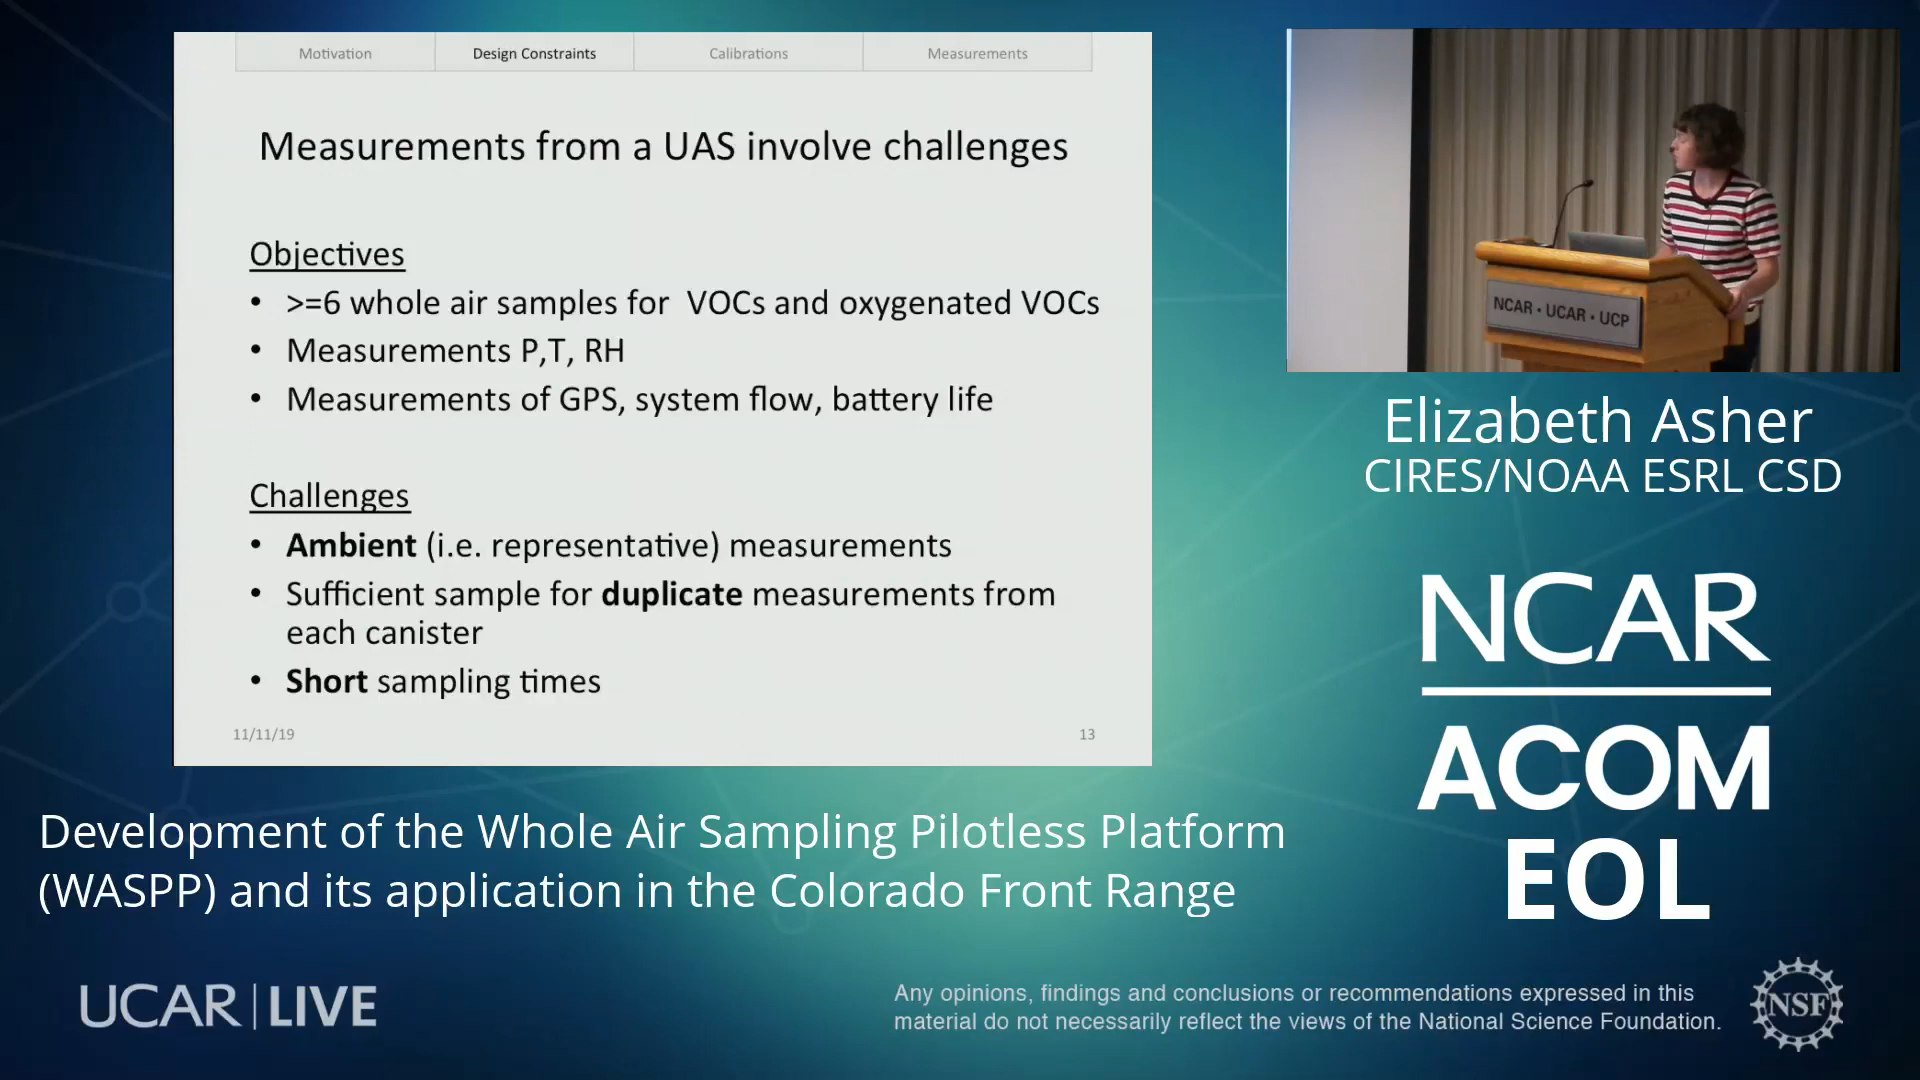 Motivation
Design Constraints
Calibrations
Measurements
Measurements from a UAS involve challenges
Objectives
• >=6 whole air samples for  VOCs and oxygenated VOCs
• Measurements P,T, RH
• Measurements of GPS, system flow, battery life
Challenges
• Ambient (i.e. representative) measurements
• Sufficient sample for duplicate measurements from
each canister
• Short sampling times
11/11/19
13
NCAR • UCAR • UCP
Elizabeth Asher
CIRES/NOAA ESRL CSD
NCAR
ACOM
EOL
Development of the Whole Air Sampling Pilotless Platform
(WASPP) and its application in the Colorado Front Range
UCAR | LIVE
Any opinions, findings and conclusions or recommendations expressed in this
material do not necessarily reflect the views of the National Science Foundation.
NSF